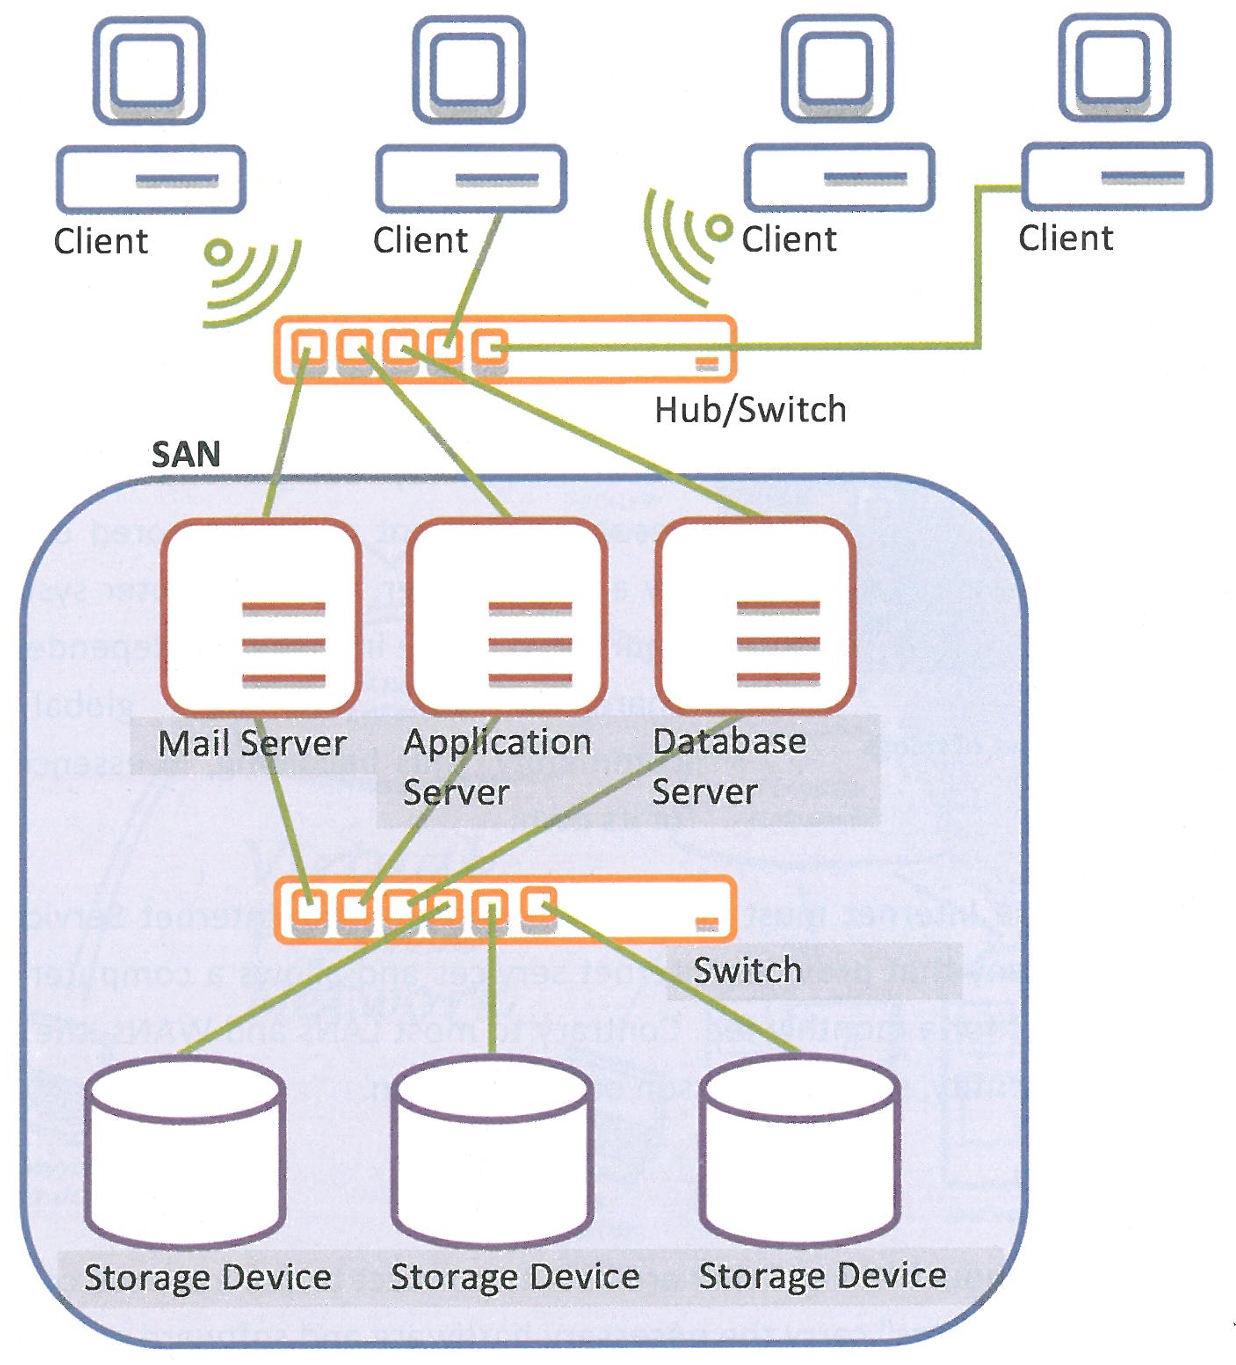 Client
Client
Client
Client
Hub/Switch
SAN
Mail Server
Application
Server
Database
Server
Switch
Storage Device
Storage Device
Storage Device